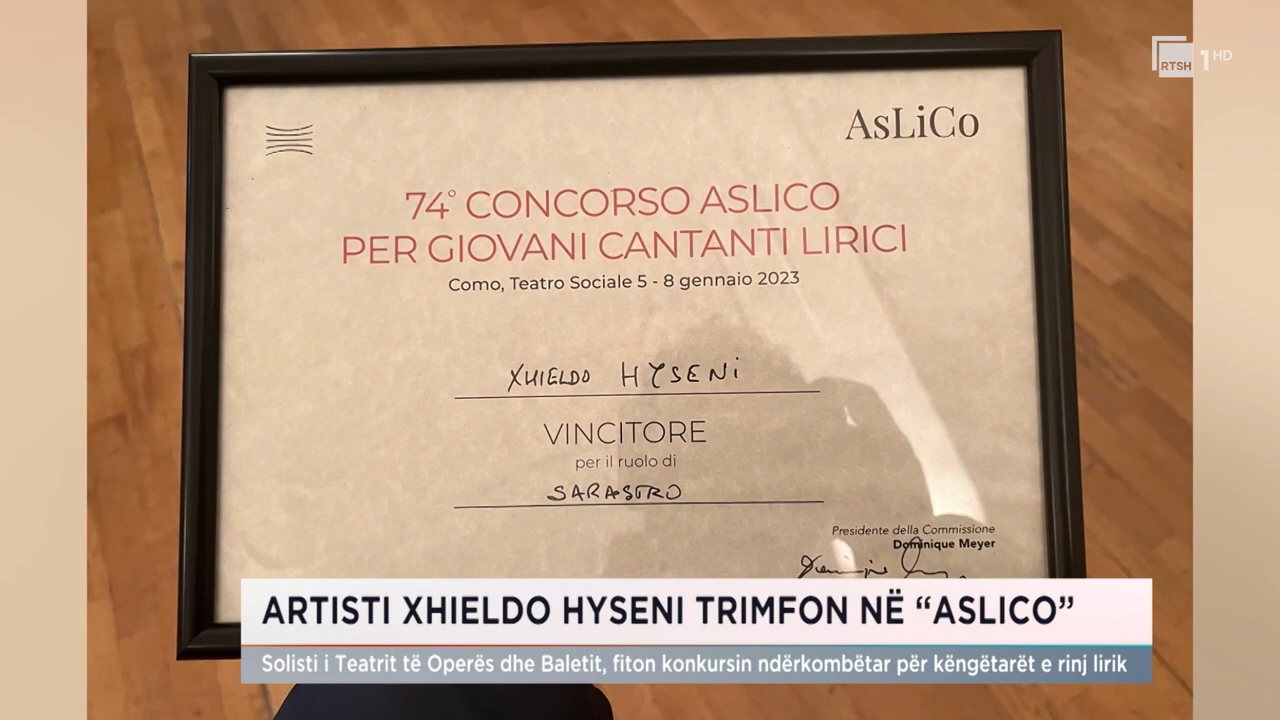 RTSH 1 HD
AsLiCo
74° CONCORSO ASLICO
PER GIOVANI CANTANTI LIRICI
Como, Teatro Sociale 5 - 8 gennaio 2023
XHIELDO HYSENI
VINCITORE
per il ruolo di
SARASTRO
Presidente della Commissione
Dominique Meyer
ARTISTI XHIELDO HYSENI TRIMFON NË “ASLICO”
Solisti i Teatrit të Operës dhe Baletit, fiton konkursin ndërkombëtar për këngëtarët e rinj lirik